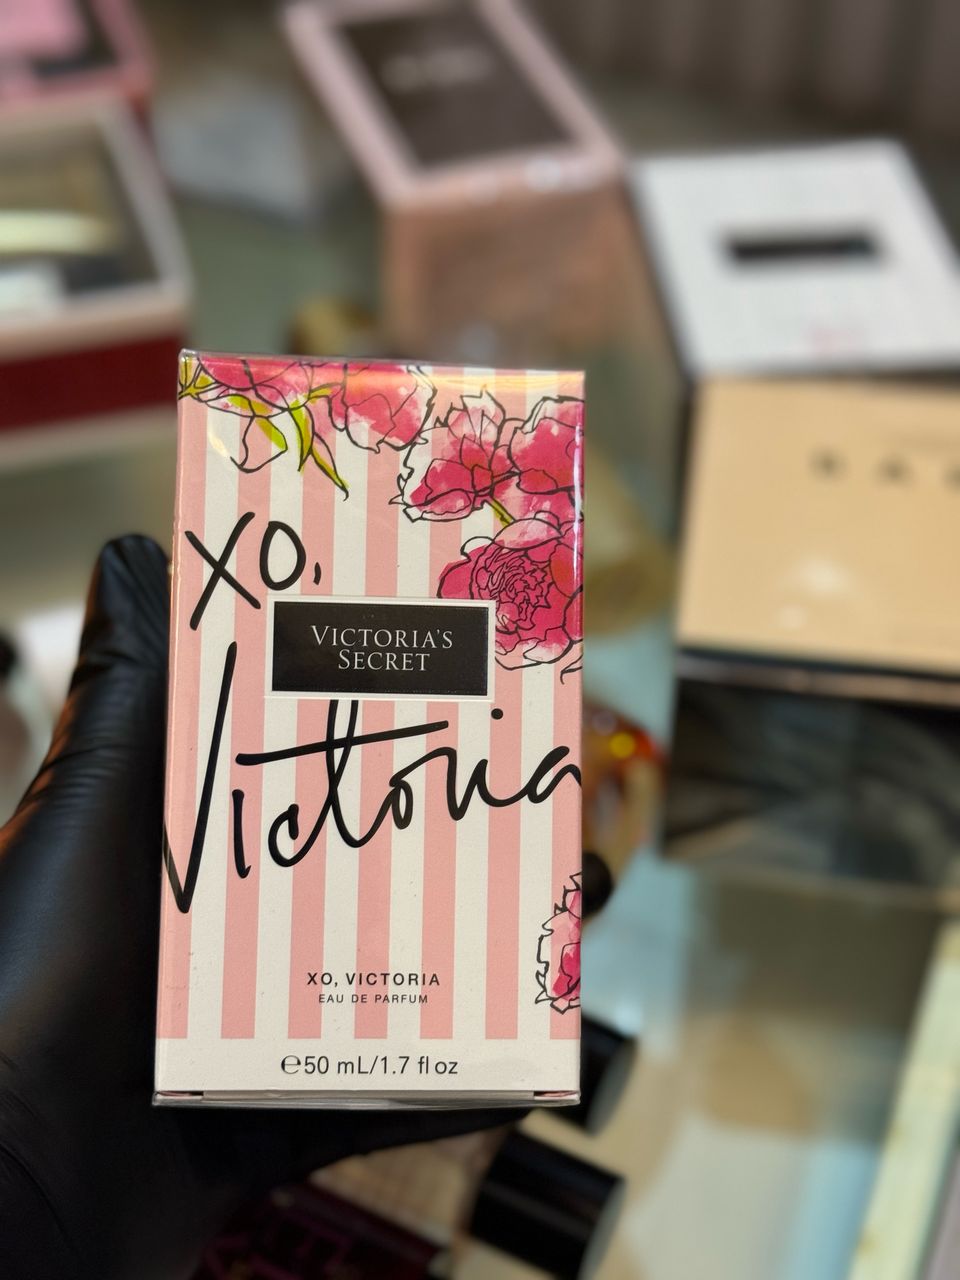 XO,
VICTORIA'S
SECRET
Victoria
XO, VICTORIA
EAU DE PARFUM
℮50 mL/1.7 fl oz